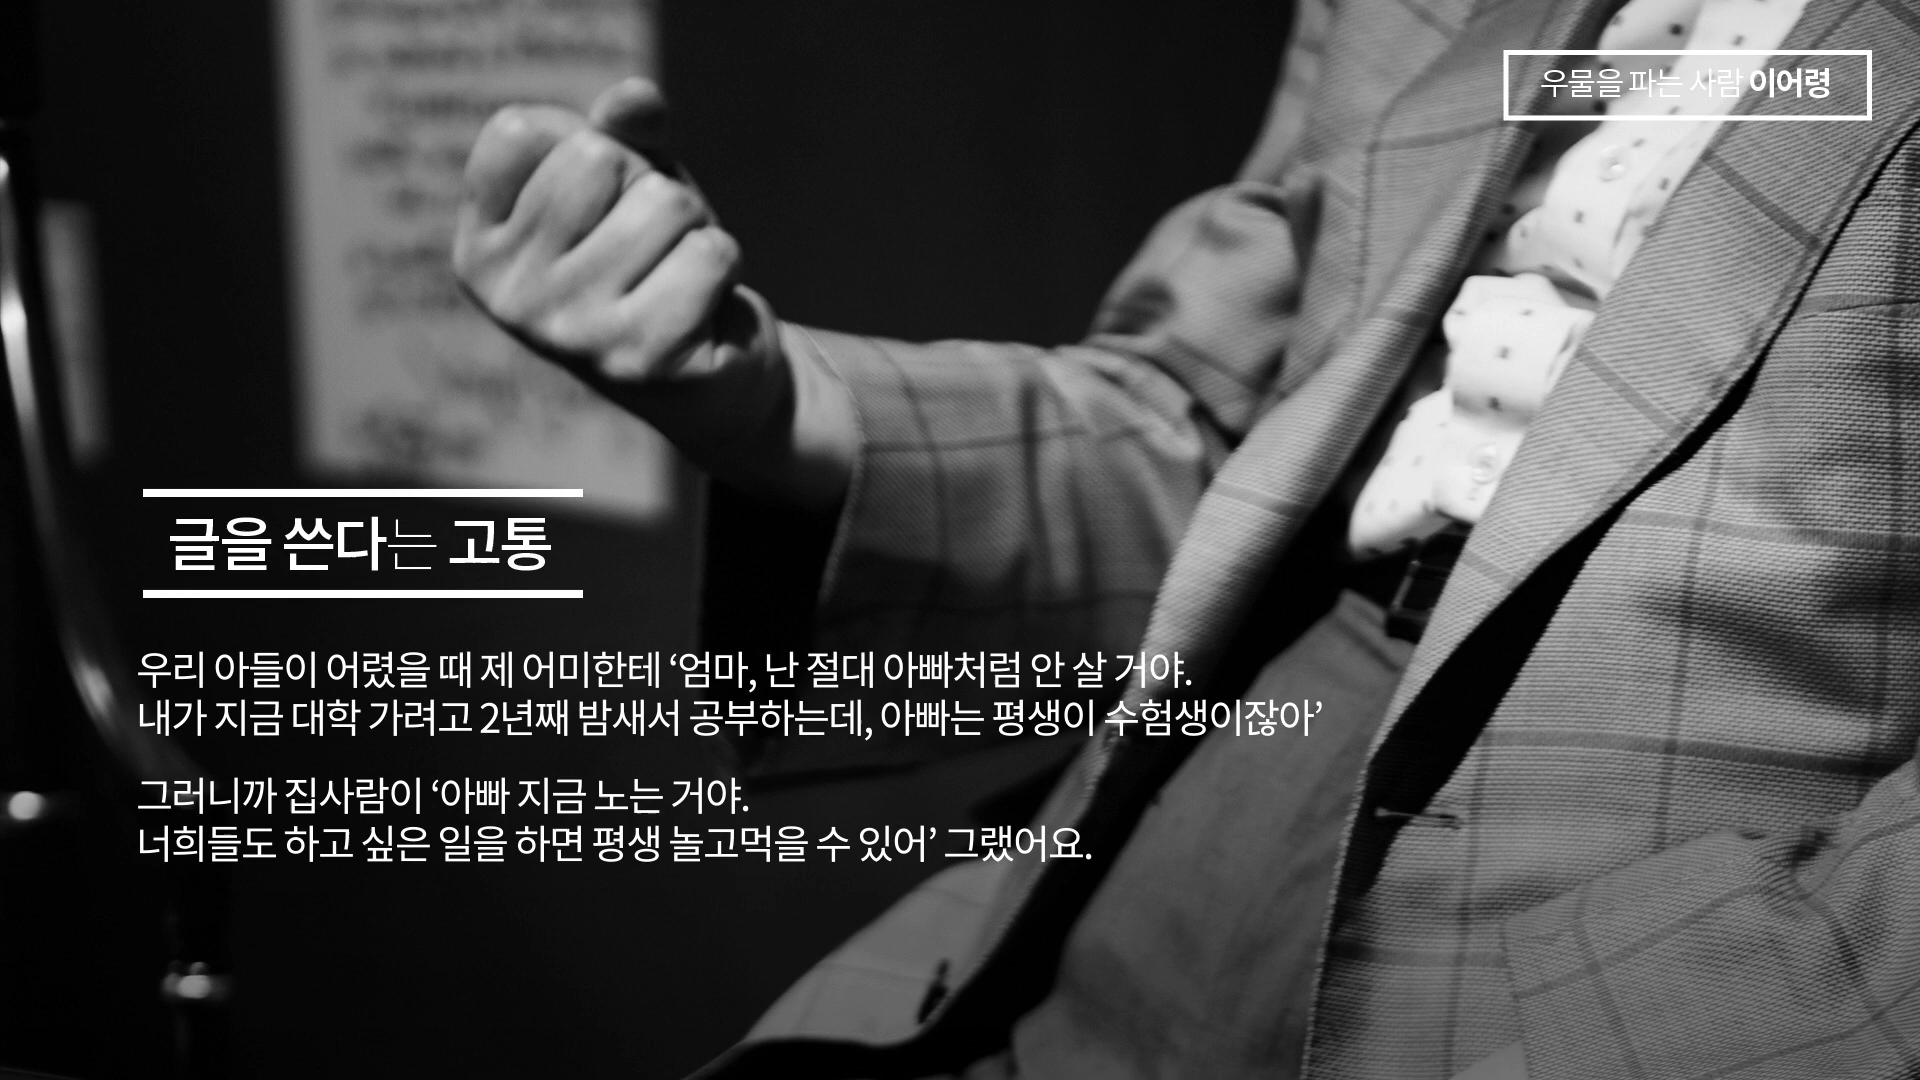 우물을 파는 사람 이어령
글을 쓴다는 고통
우리 아들이 어렸을 때 제 어미한테 ‘엄마, 난 절대 아빠처럼 안 살 거야.
내가 지금 대학 가려고 2년째 밤새서 공부하는데, 아빠는 평생이 수험생이잖아’
그러니까 집사람이 ‘아빠 지금 노는 거야.
너희들도 하고 싶은 일을 하면 평생 놀고먹을 수 있어’ 그랬어요.